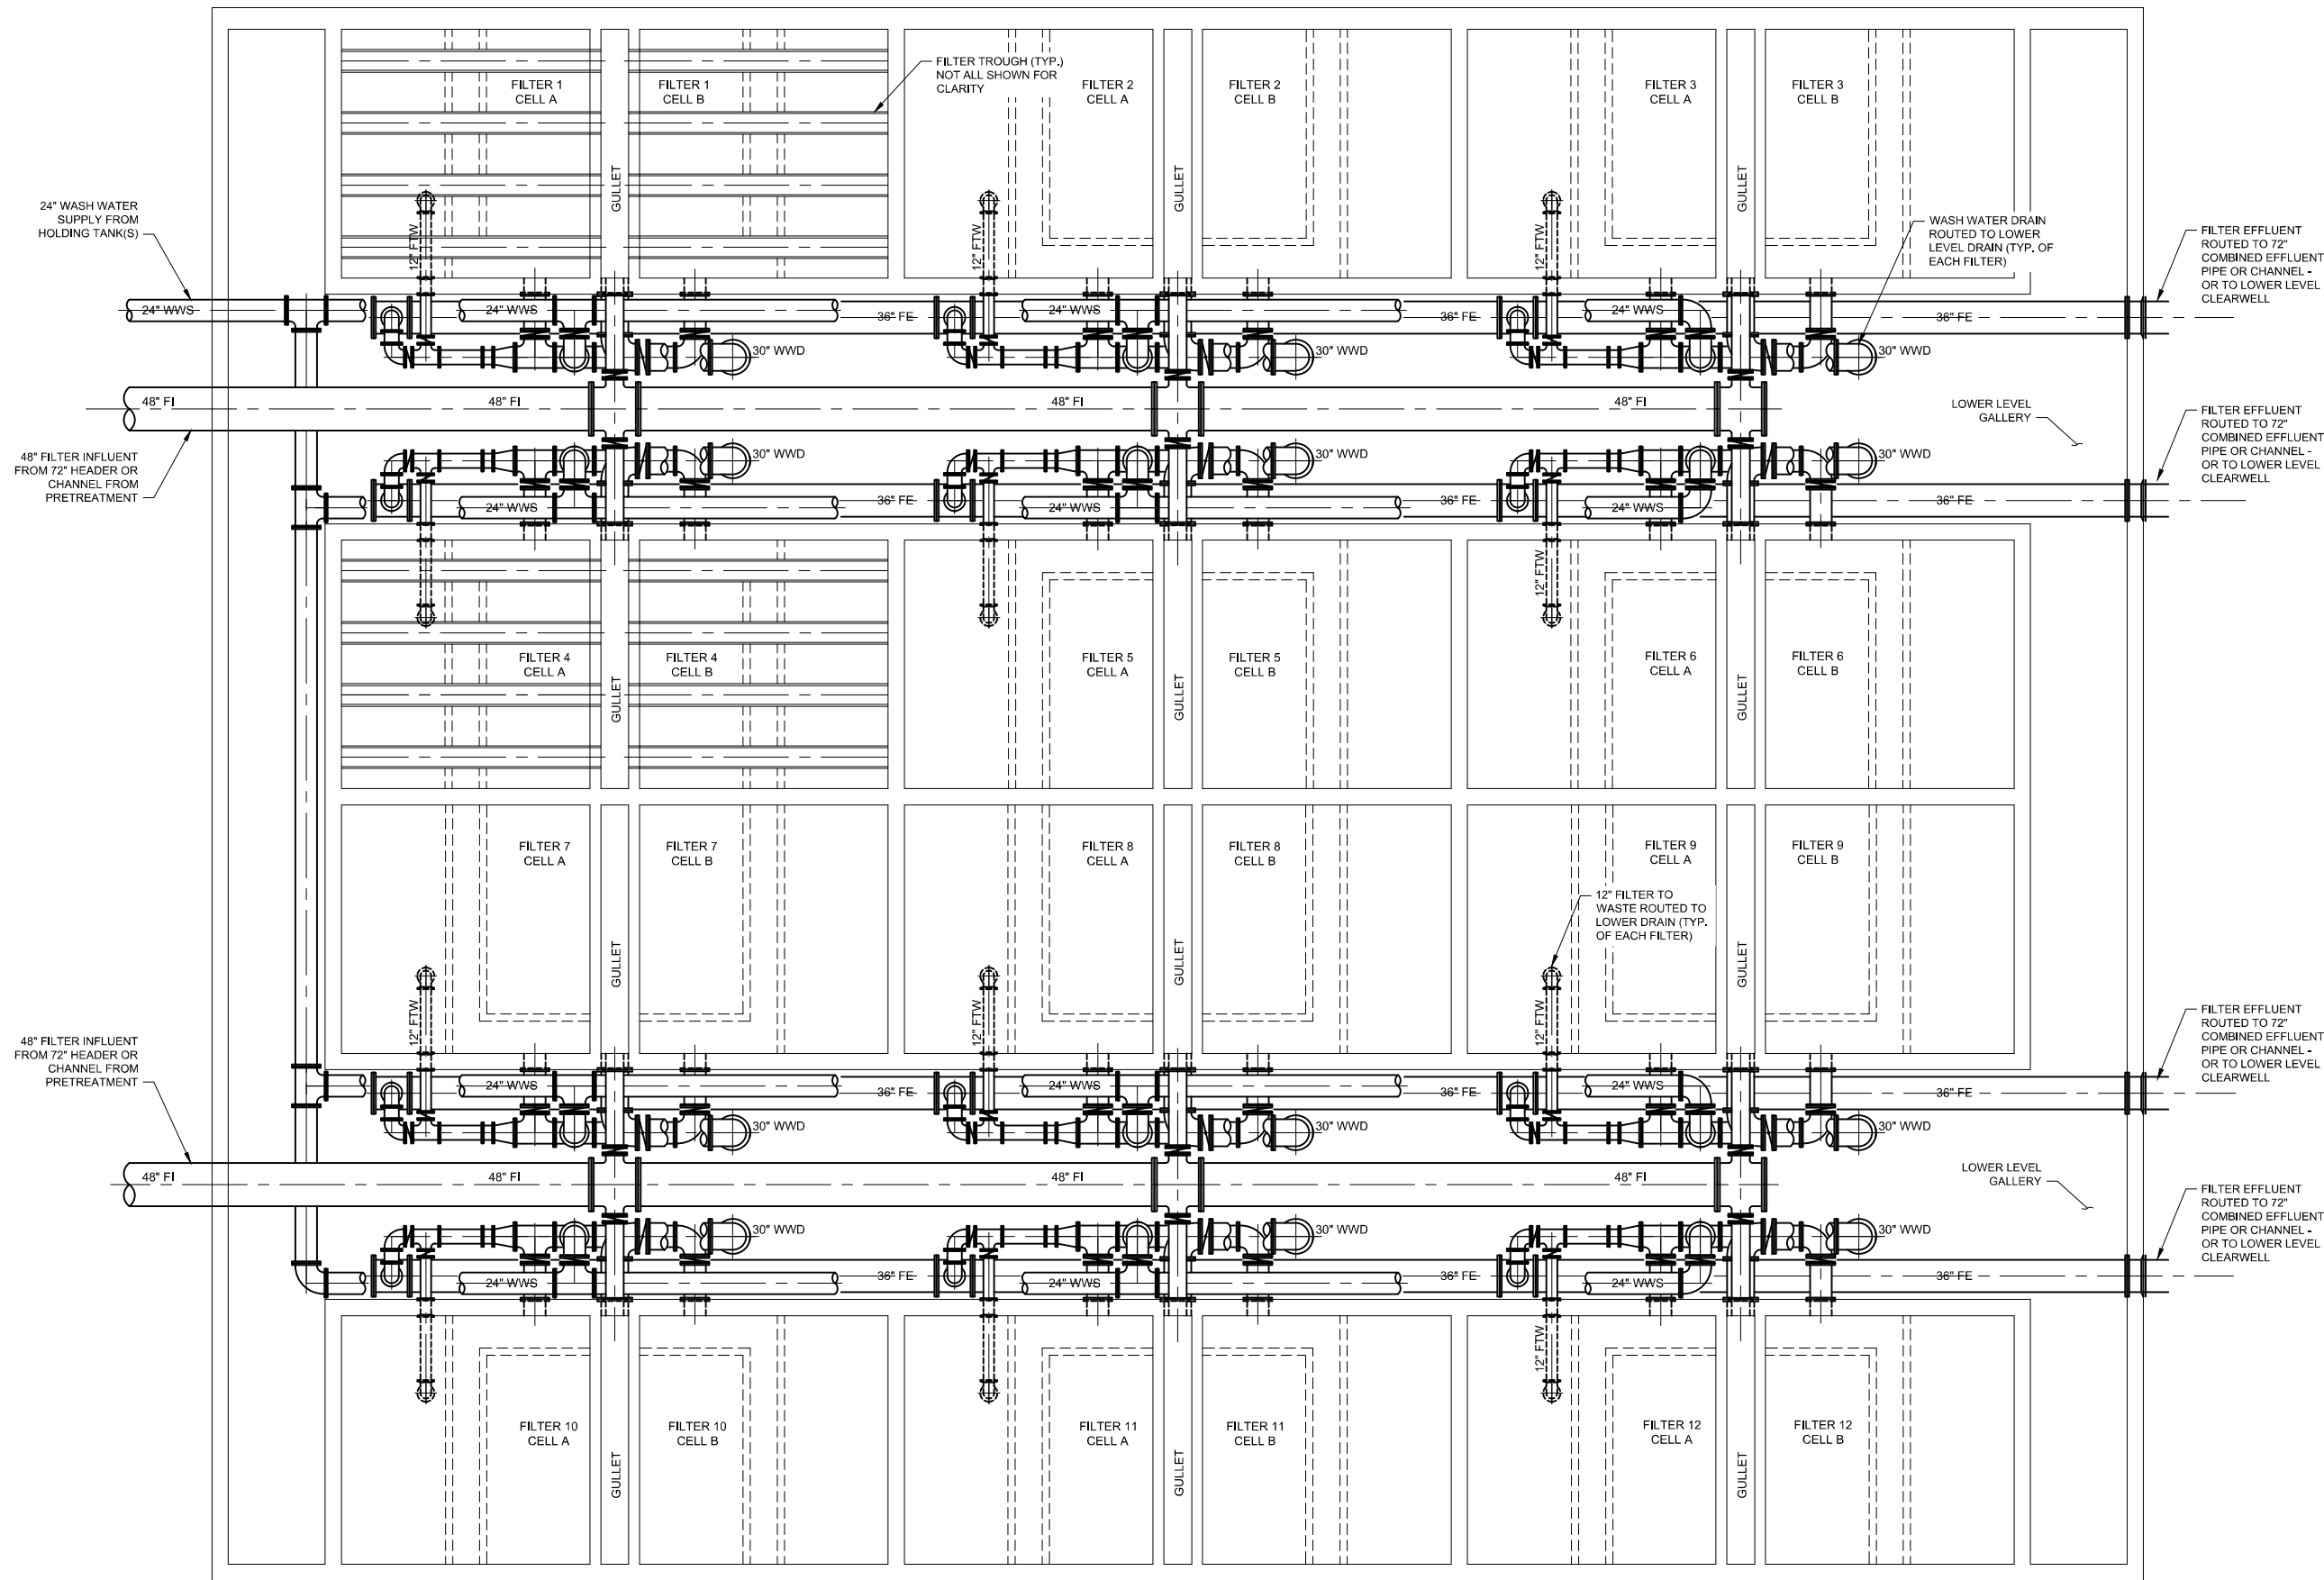 FILTER 1
CELL A
FILTER 1
CELL B
FILTER TROUGH (TYP.)
NOT ALL SHOWN FOR
CLARITY
FILTER 2
CELL A
FILTER 2
CELL B
FILTER 3
CELL A
FILTER 3
CELL B
GULLET
GULLET
GULLET
24" WASH WATER
SUPPLY FROM
HOLDING TANK(S)
12" FTW
12" FTW
12" FTW
WASH WATER DRAIN
ROUTED TO LOWER
LEVEL DRAIN (TYP. OF
EACH FILTER)
FILTER EFFLUENT
ROUTED TO 72"
COMBINED EFFLUENT
PIPE OR CHANNEL -
OR TO LOWER LEVEL
CLEARWELL
24" WWS
24" WWS
36" FE
24" WWS
36" FE
24" WWS
36" FE
30" WWD
30" WWD
30" WWD
48" FI
48" FI
48" FI
48" FI
LOWER LEVEL
GALLERY
48" FILTER INFLUENT
FROM 72" HEADER OR
CHANNEL FROM
PRETREATMENT
FILTER EFFLUENT
ROUTED TO 72"
COMBINED EFFLUENT
PIPE OR CHANNEL -
OR TO LOWER LEVEL
CLEARWELL
30" WWD
30" WWD
30" WWD
24" WWS
36" FE
24" WWS
36" FE
24" WWS
36" FE
12" FTW
FILTER 4
CELL A
FILTER 4
CELL B
FILTER 5
CELL A
FILTER 5
CELL B
FILTER 6
CELL A
FILTER 6
CELL B
GULLET
GULLET
GULLET
FILTER 7
CELL A
FILTER 7
CELL B
FILTER 8
CELL A
FILTER 8
CELL B
FILTER 9
CELL A
FILTER 9
CELL B
12" FILTER TO
WASTE ROUTED TO
LOWER DRAIN (TYP.
OF EACH FILTER)
GULLET
GULLET
GULLET
12" FTW
12" FTW
12" FTW
48" FILTER INFLUENT
FROM 72" HEADER OR
CHANNEL FROM
PRETREATMENT
FILTER EFFLUENT
ROUTED TO 72"
COMBINED EFFLUENT
PIPE OR CHANNEL -
OR TO LOWER LEVEL
CLEARWELL
24" WWS
36" FE
24" WWS
36" FE
24" WWS
36" FE
30" WWD
30" WWD
30" WWD
48" FI
48" FI
48" FI
48" FI
LOWER LEVEL
GALLERY
FILTER EFFLUENT
ROUTED TO 72"
COMBINED EFFLUENT
PIPE OR CHANNEL -
OR TO LOWER LEVEL
CLEARWELL
30" WWD
30" WWD
30" WWD
24" WWS
36" FE
24" WWS
36" FE
24" WWS
36" FE
12" FTW
FILTER 10
CELL A
FILTER 10
CELL B
FILTER 11
CELL A
FILTER 11
CELL B
FILTER 12
CELL A
FILTER 12
CELL B
GULLET
GULLET
GULLET